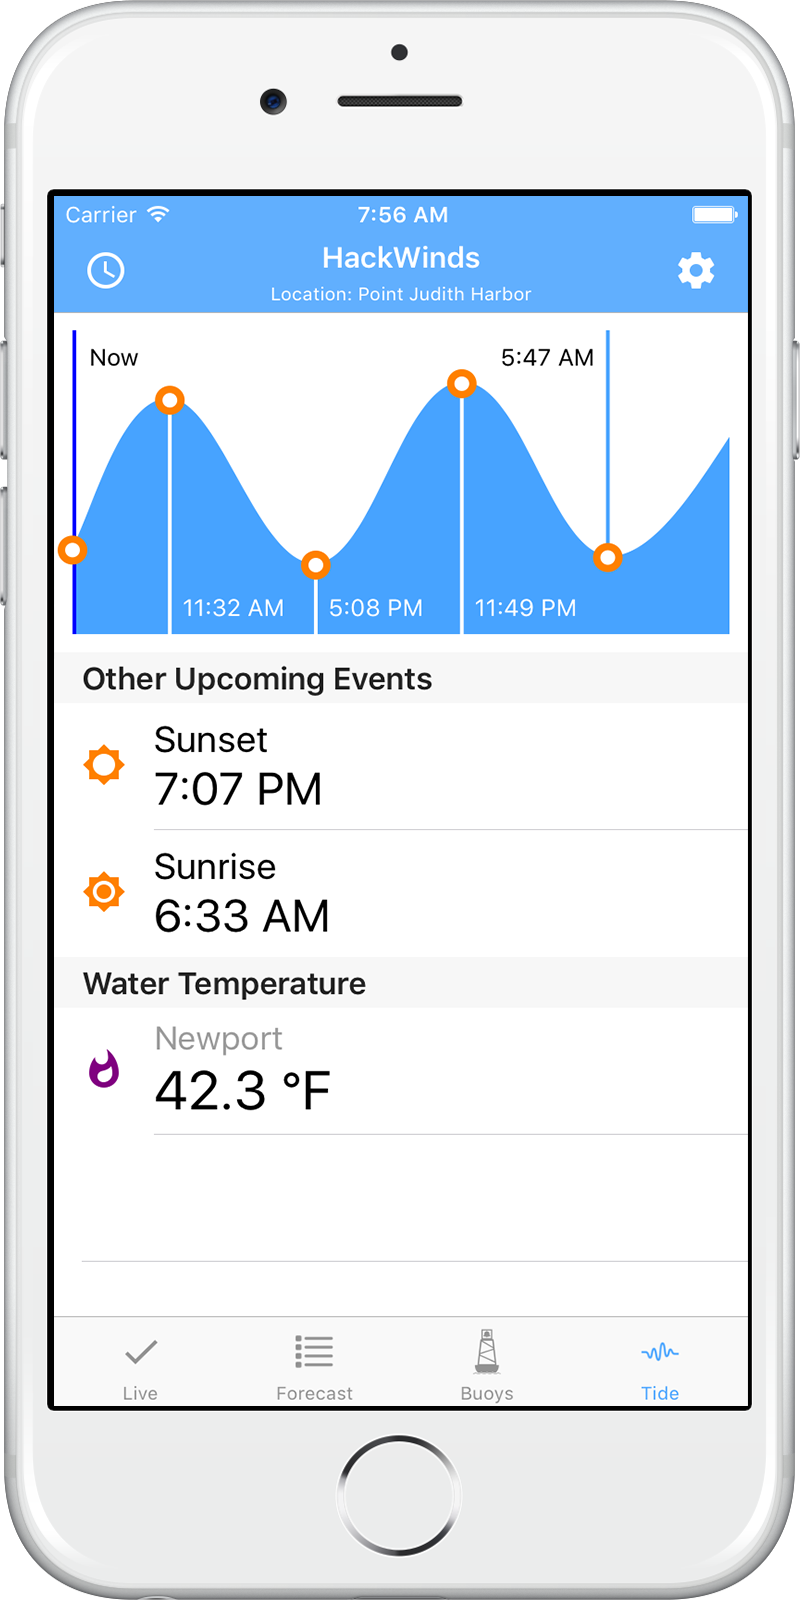 Carrier 7:56 AM
HackWinds
Location: Point Judith Harbor
Now 5:47 AM
11:32 AM 5:08 PM 11:49 PM
Other Upcoming Events
Sunset
7:07 PM
Sunrise
6:33 AM
Water Temperature
Newport
42.3 °F
Live Forecast Buoys Tide